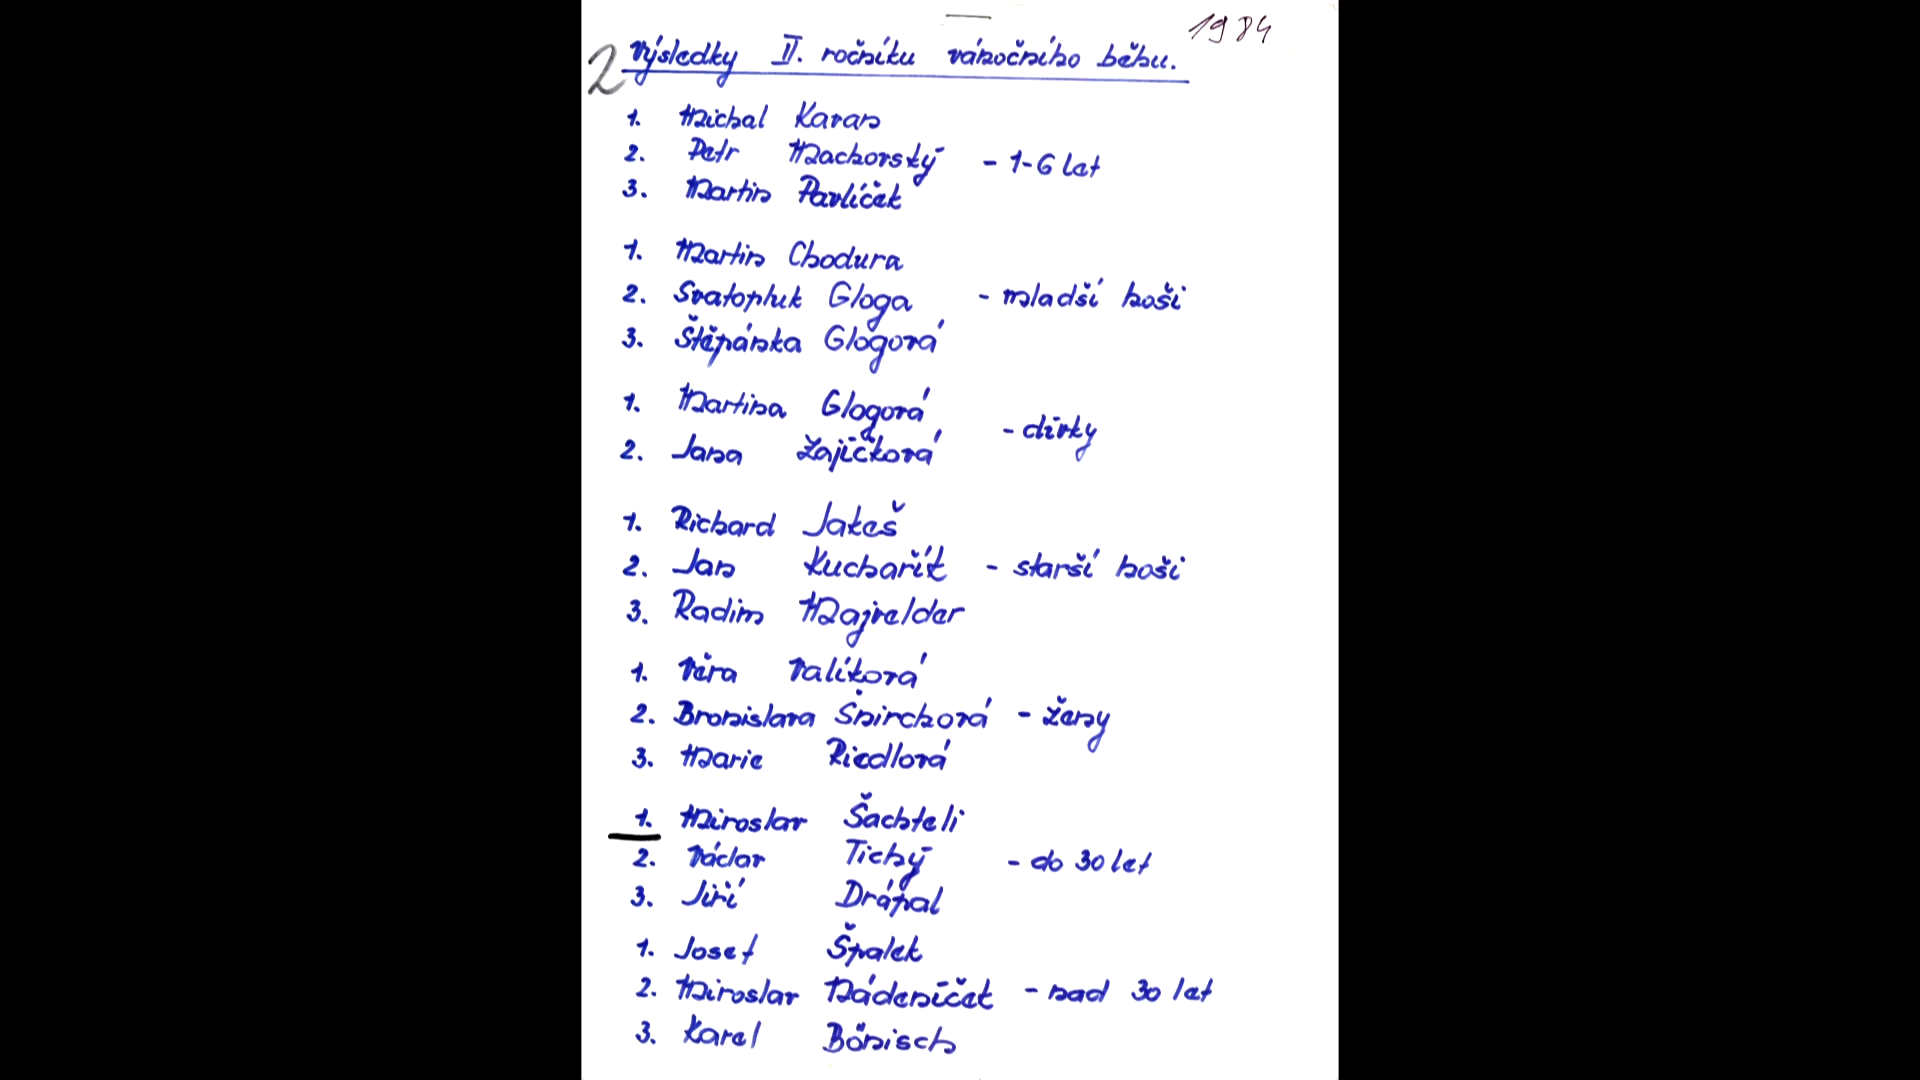 1984
2 Výsledky II. ročníku vánočního běhu.
1. Michal Karan
2. Petr Machorský - 1-6 let
3. Martin Pavlíček
1. Martin Chodura
2. Svatopluk Gloga - mladší hoši
3. Štěpánka Glogová
1. Martina Glogová - dívky
2. Jana Zajíčková
1. Richard Jakeš
2. Jan Kuchařík - starší hoši
3. Radim Majvelder
1. Věra Valíková
2. Bronislava Šnirchová - ženy
3. Marie Riedlová
1. Miroslav Šachteli
2. Václav Tichý - do 30 let
3. Jiří Drápal
1. Josef Špalek
2. Miroslav Nádeníček - nad 30 let
3. Karel Bönisch